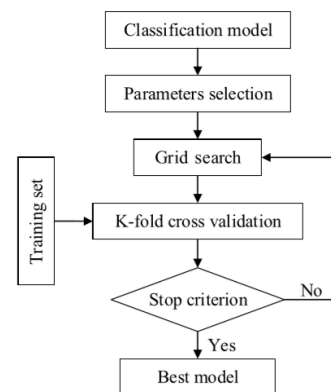 Classification model
Parameters selection
Grid search
Training set
K-fold cross validation
Stop criterion
No
Yes
Best model